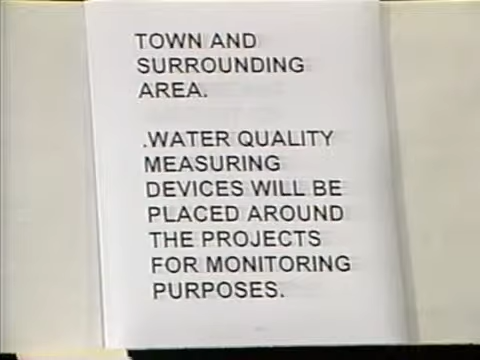 TOWN AND
SURROUNDING
AREA.
.WATER QUALITY
MEASURING
DEVICES WILL BE
PLACED AROUND
THE PROJECTS
FOR MONITORING
PURPOSES.